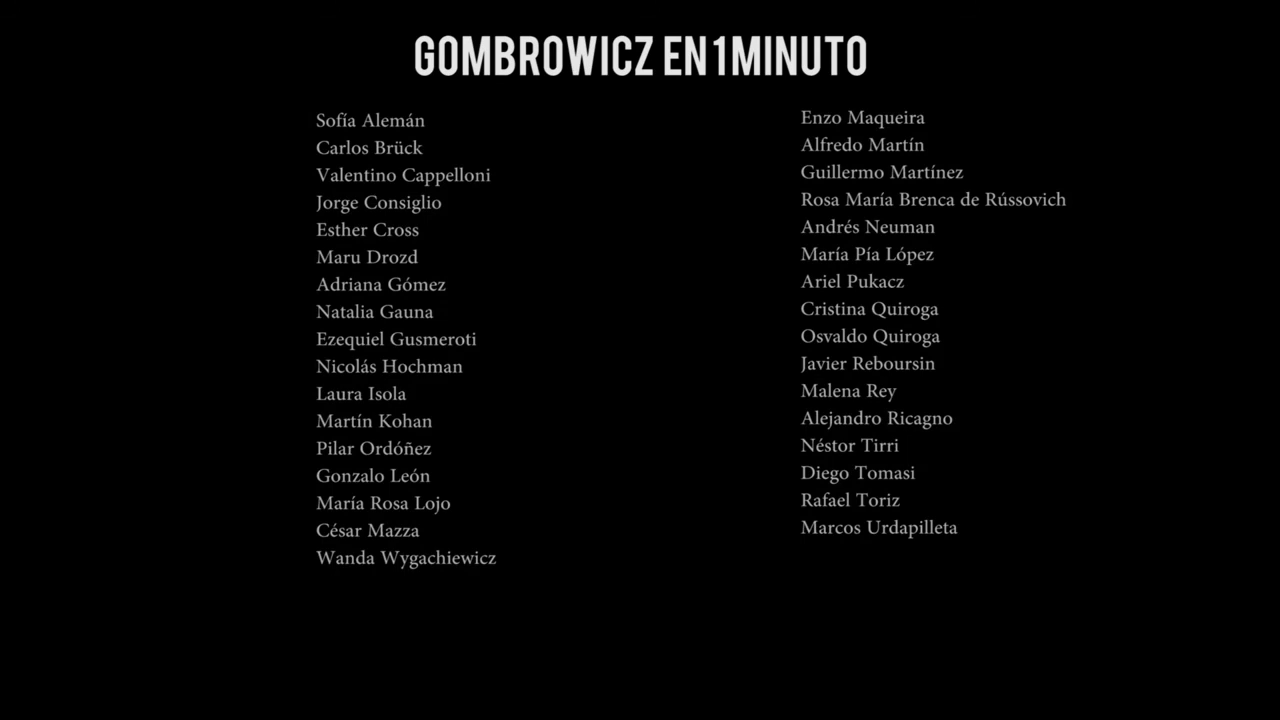 GOMBROWICZ EN 1 MINUTO
Sofía Alemán
Carlos Brück
Valentino Cappelloni
Jorge Consiglio
Esther Cross
Maru Drozd
Adriana Gómez
Natalia Gauna
Ezequiel Gusmeroti
Nicolás Hochman
Laura Isola
Martín Kohan
Pilar Ordóñez
Gonzalo León
María Rosa Lojo
César Mazza
Wanda Wygachiewicz
Enzo Maqueira
Alfredo Martín
Guillermo Martínez
Rosa María Brenca de Rússovich
Andrés Neuman
María Pía López
Ariel Pukacz
Cristina Quiroga
Osvaldo Quiroga
Javier Reboursin
Malena Rey
Alejandro Ricagno
Néstor Tirri
Diego Tomasi
Rafael Toriz
Marcos Urdapilleta